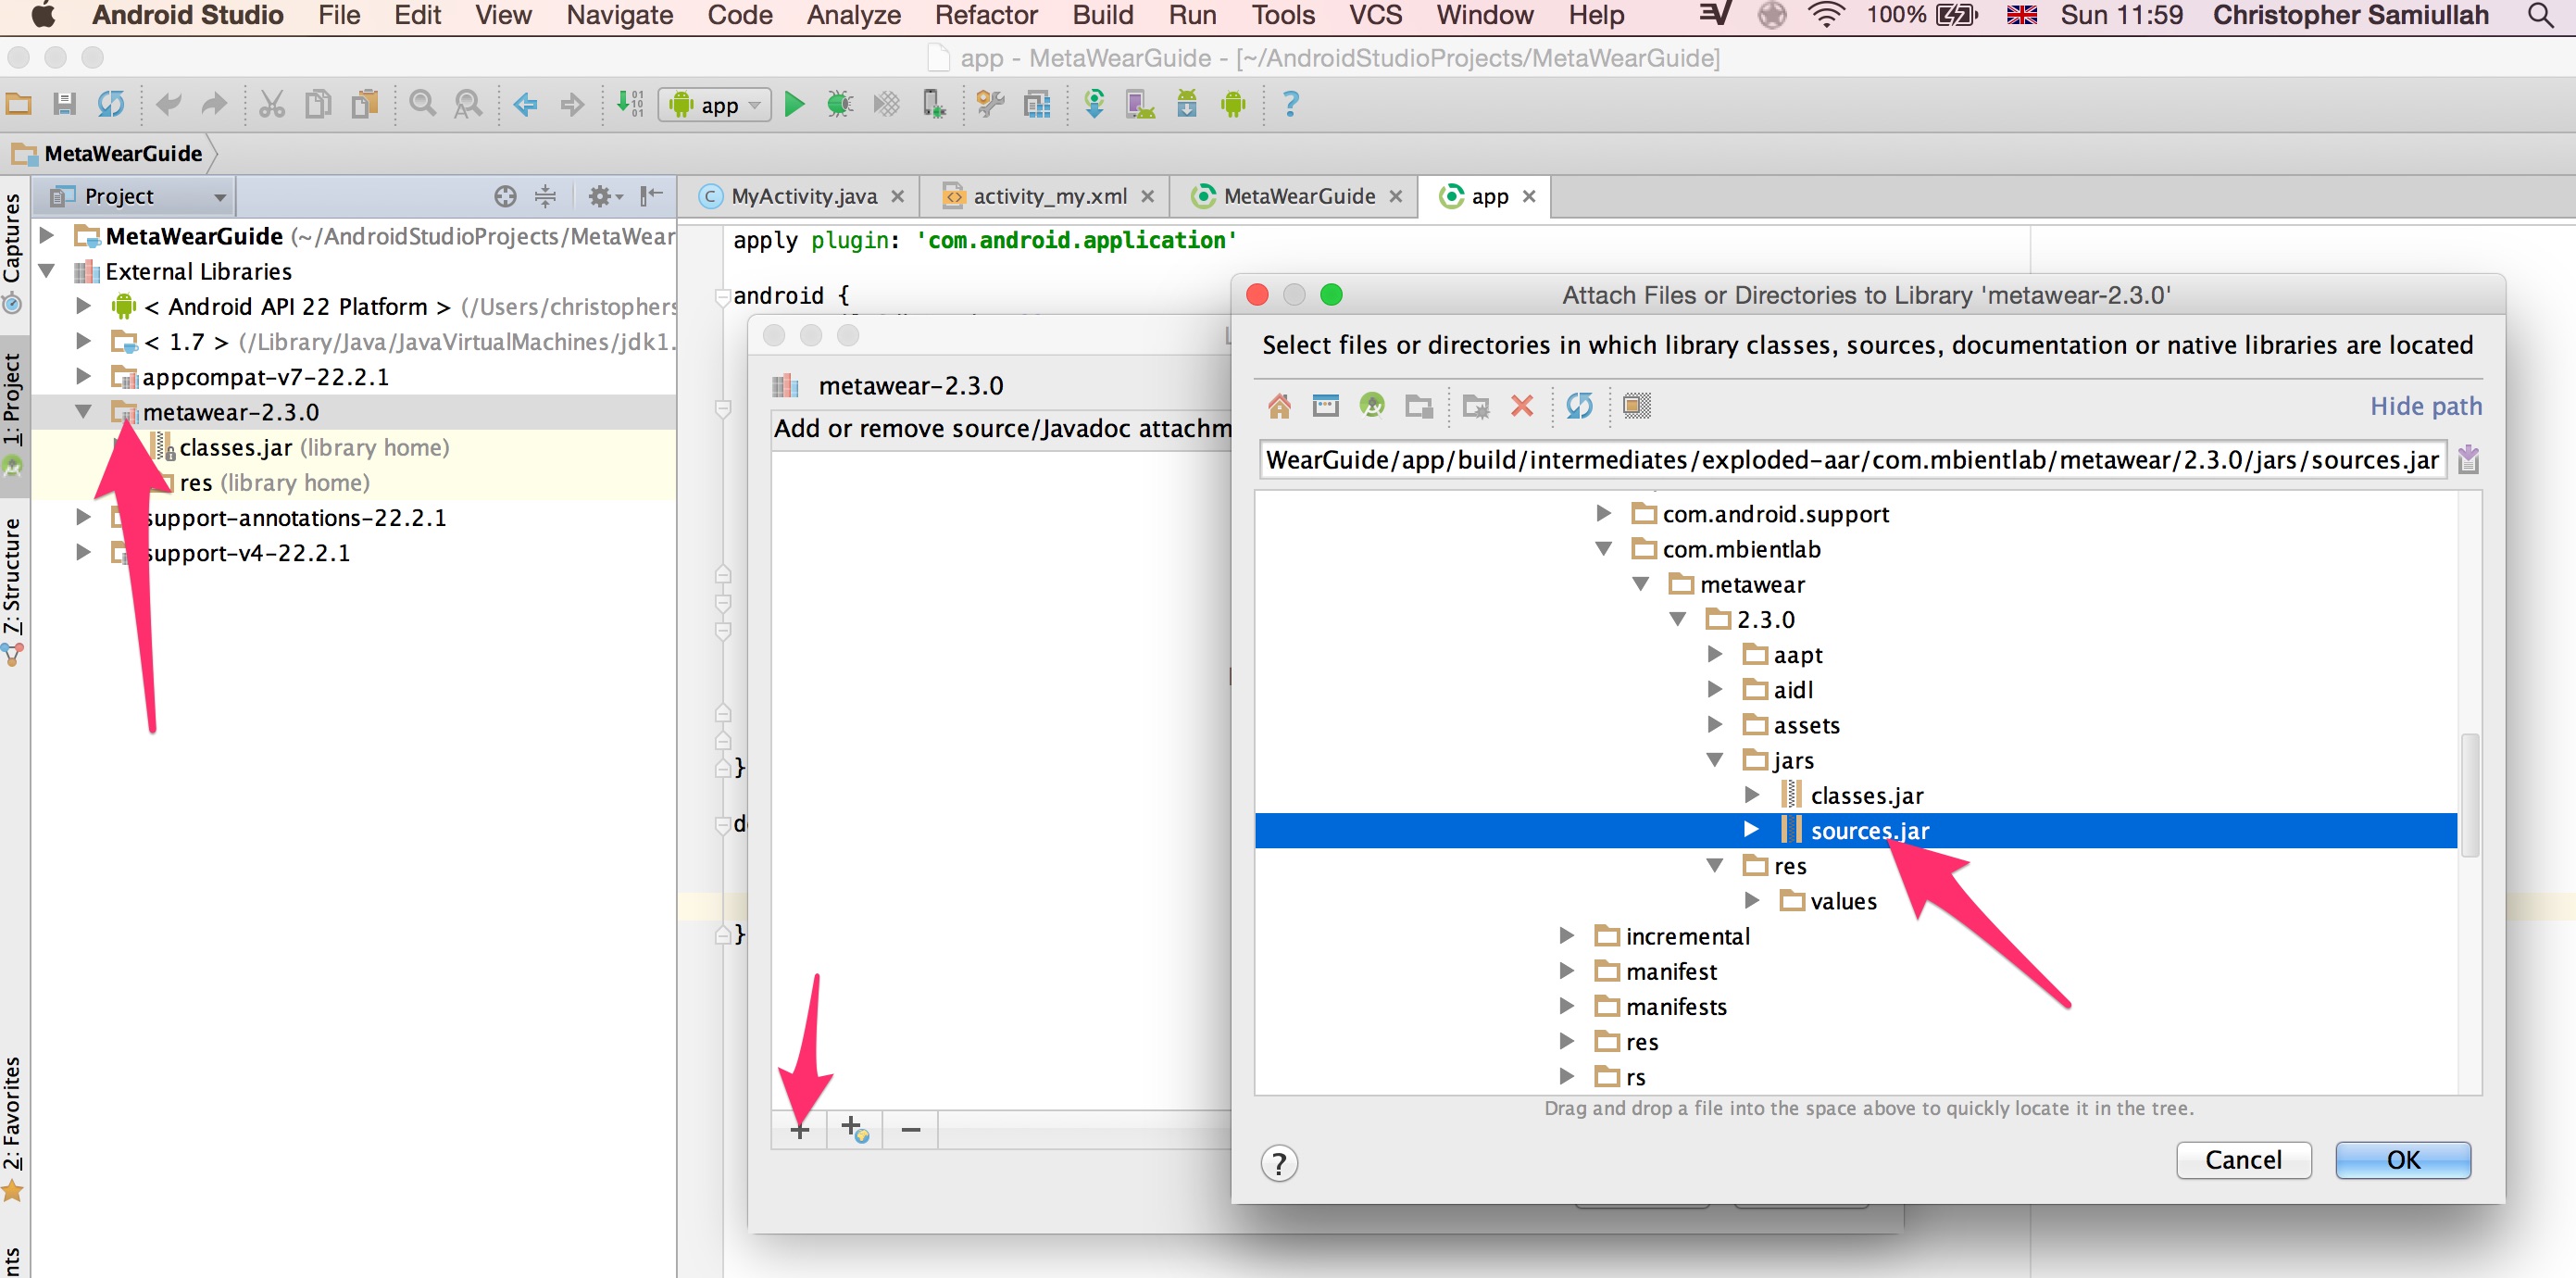 Android Studio File Edit View Navigate Code Analyze Refactor Build Run Tools VCS Window Help 100% Sun 11:59 Christopher Samiullah
app - MetaWearGuide - [~/AndroidStudioProjects/MetaWearGuide]
app
MetaWearGuide
Project
MyActivity.java
activity_my.xml
MetaWearGuide
app
Captures
1: Project
7: Structure
2: Favorites
nts
MetaWearGuide (~/AndroidStudioProjects/MetaWear
External Libraries
< Android API 22 Platform > (/Users/christophers
< 1.7 > (/Library/Java/JavaVirtualMachines/jdk1.
appcompat-v7-22.2.1
metawear-2.3.0
classes.jar (library home)
res (library home)
support-annotations-22.2.1
support-v4-22.2.1
apply plugin: 'com.android.application'
android {
}
}
metawear-2.3.0
Add or remove source/Javadoc attachm
Attach Files or Directories to Library 'metawear-2.3.0'
Select files or directories in which library classes, sources, documentation or native libraries are located
Hide path
WearGuide/app/build/intermediates/exploded-aar/com.mbientlab/metawear/2.3.0/jars/sources.jar
com.android.support
com.mbientlab
metawear
2.3.0
aapt
aidl
assets
jars
classes.jar
sources.jar
res
values
incremental
manifest
manifests
res
rs
Drag and drop a file into the space above to quickly locate it in the tree.
?
Cancel
OK